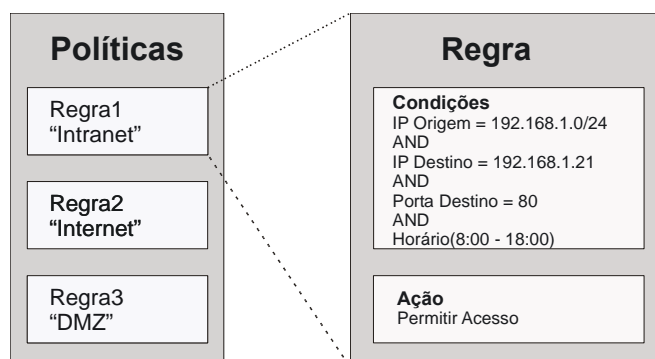 Políticas
Regra1
“Intranet”
Regra2
“Internet”
Regra3
“DMZ”
Regra
Condições
IP Origem = 192.168.1.0/24
AND
IP Destino = 192.168.1.21
AND
Porta Destino = 80
AND
Horário(8:00 - 18:00)
Ação
Permitir Acesso